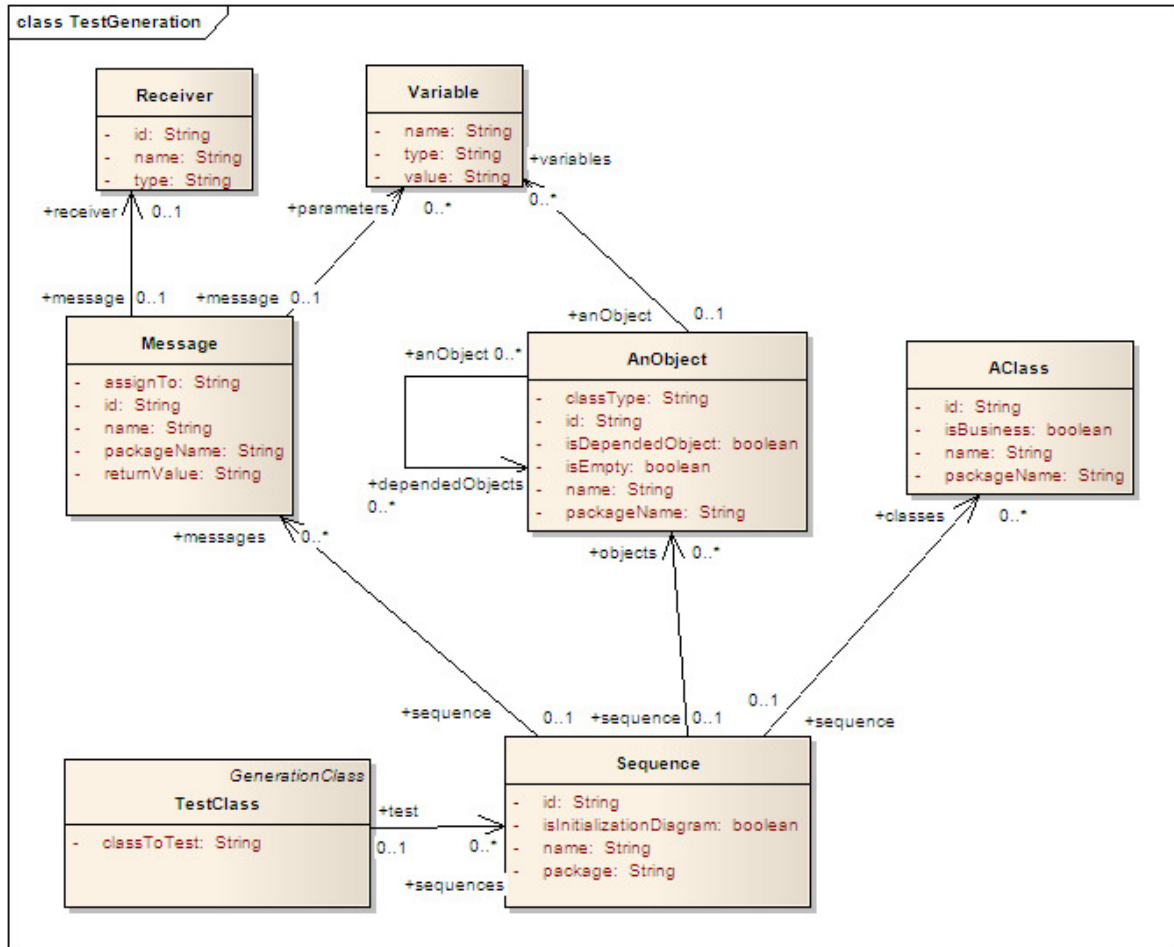 class TestGeneration
Receiver
- id: String
- name: String
- type: String
Variable
- name: String
- type: String
- value: String
+variables
0..*
+receiver 0..1
+parameters 0..*
+message 0..1
+message 0..1
Message
- assignTo: String
- id: String
- name: String
- packageName: String
- returnValue: String
+anObject 0..1
+anObject 0..*
+dependedObjects
0..*
AnObject
- classType: String
- id: String
- isDependedObject: boolean
- isEmpty: boolean
- name: String
- packageName: String
AClass
- id: String
- isBusiness: boolean
- name: String
- packageName: String
+messages 0..*
+objects 0..*
+classes 0..*
+sequence 0..1
+sequence 0..1
0..1
+sequence
GenerationClass
TestClass
- classToTest: String
+test
0..1 0..*
+sequences
Sequence
- id: String
- isInitializationDiagram: boolean
- name: String
- package: String